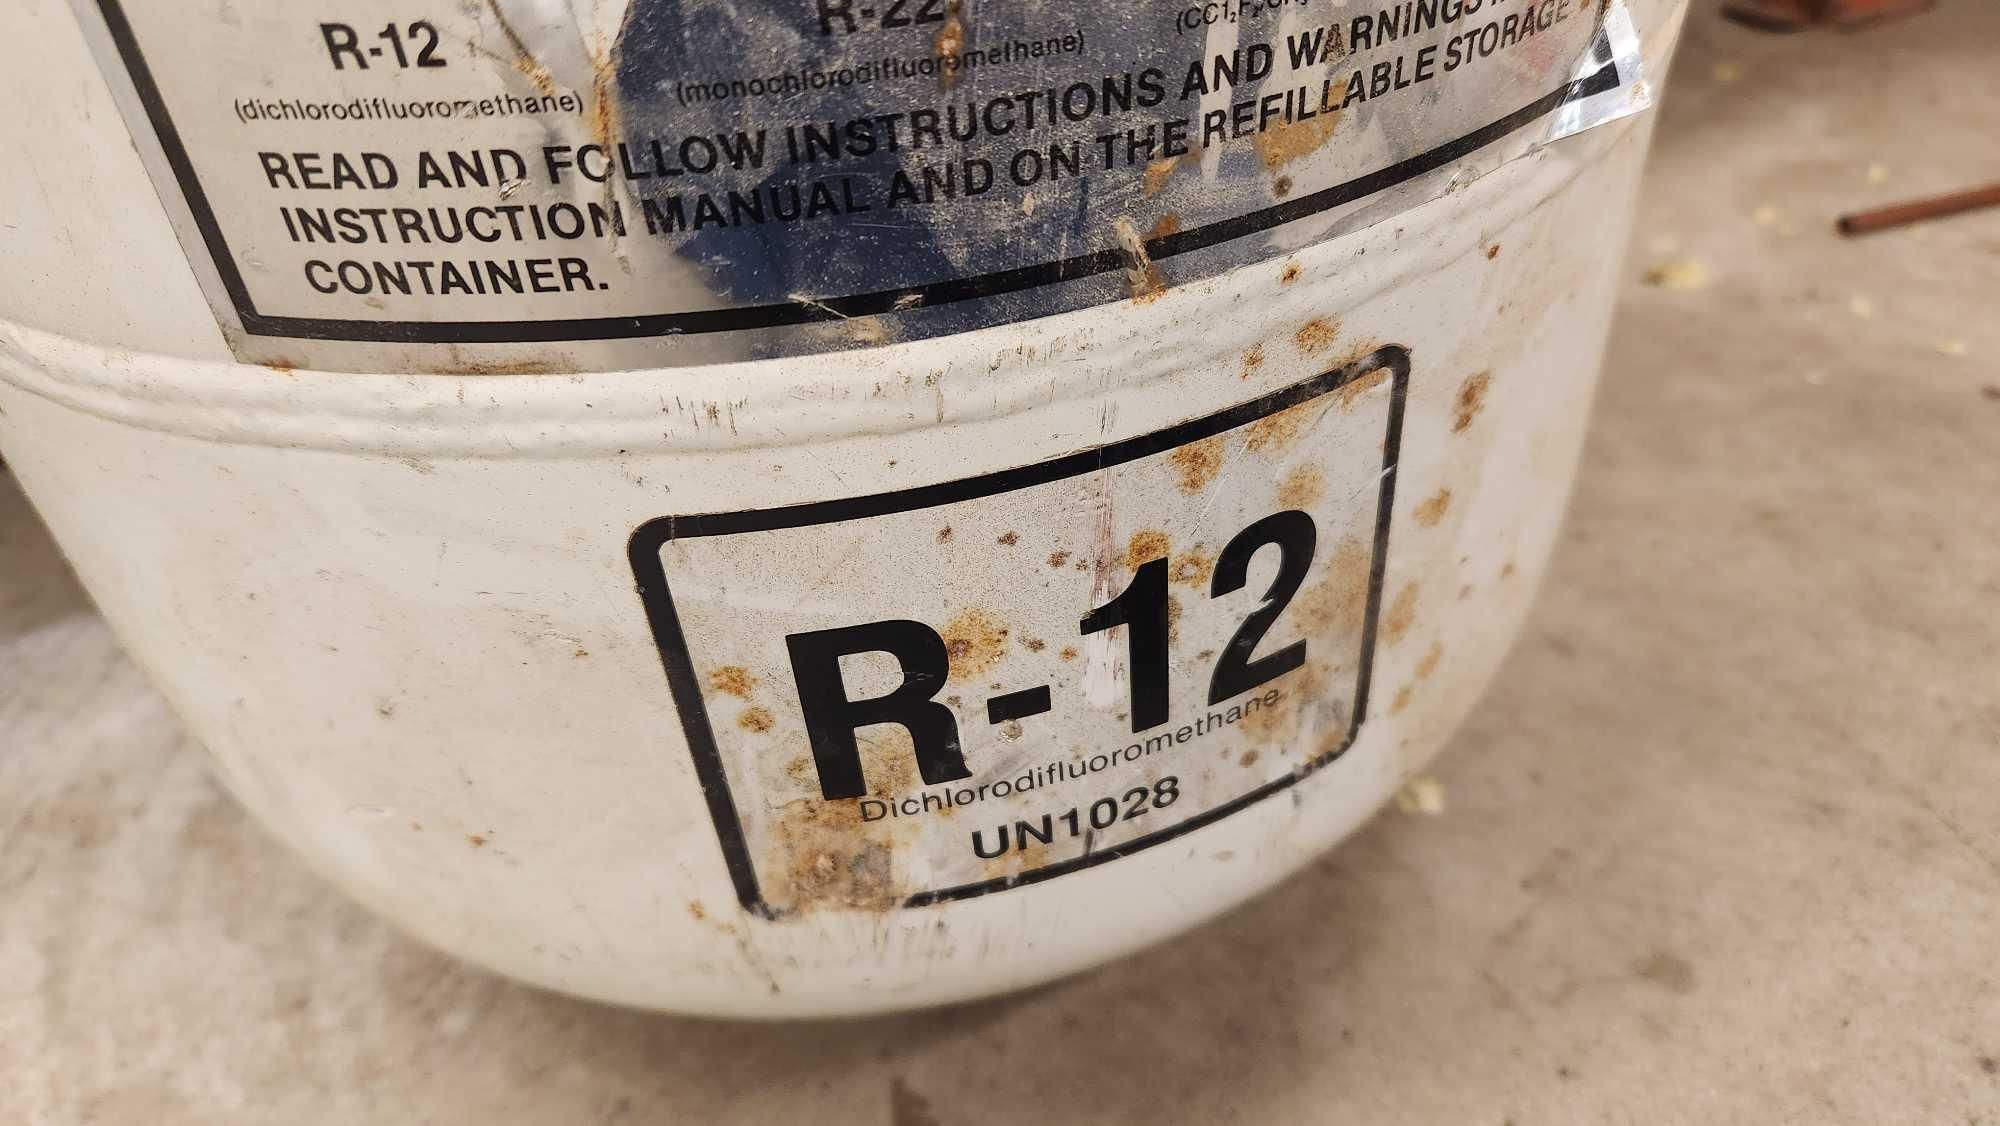 R-12
(dichlorodifluoromethane)
R-22
(monochlorodifluoromethane)
READ AND FOLLOW INSTRUCTIONS AND WARNINGS
INSTRUCTION MANUAL AND ON THE REFILLABLE STORAGE
CONTAINER.
R-12
Dichlorodifluoromethane
UN1028